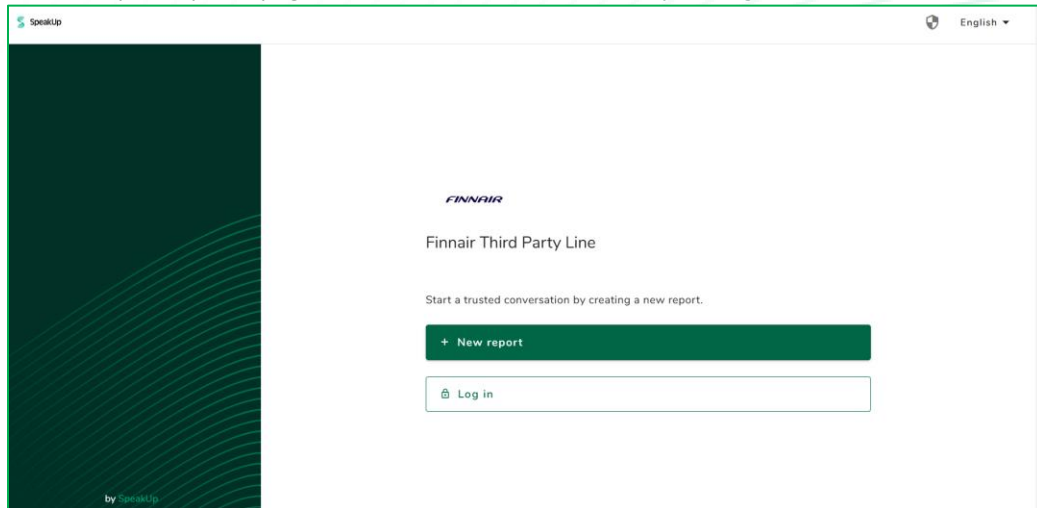 SpeakUp
English
FINNAIR
Finnair Third Party Line
Start a trusted conversation by creating a new report.
+ New report
Log in
by SpeakUp